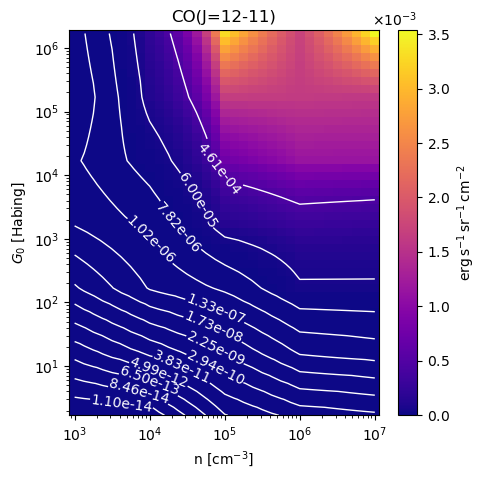 CO(J=12-11)
×10⁻³
10⁶
10⁵
10⁴
10³
10²
10¹
G₀ [Habing]
4.61e-04
6.00e-05
7.82e-06
1.02e-06
1.33e-07
1.73e-08
2.25e-09
2.94e-10
3.83e-11
4.99e-12
6.50e-13
8.46e-14
1.10e-14
10³
10⁴
10⁵
10⁶
10⁷
n [cm⁻³]
3.5
3.0
2.5
2.0
1.5
1.0
0.5
0.0
erg s⁻¹ sr⁻¹ cm⁻²